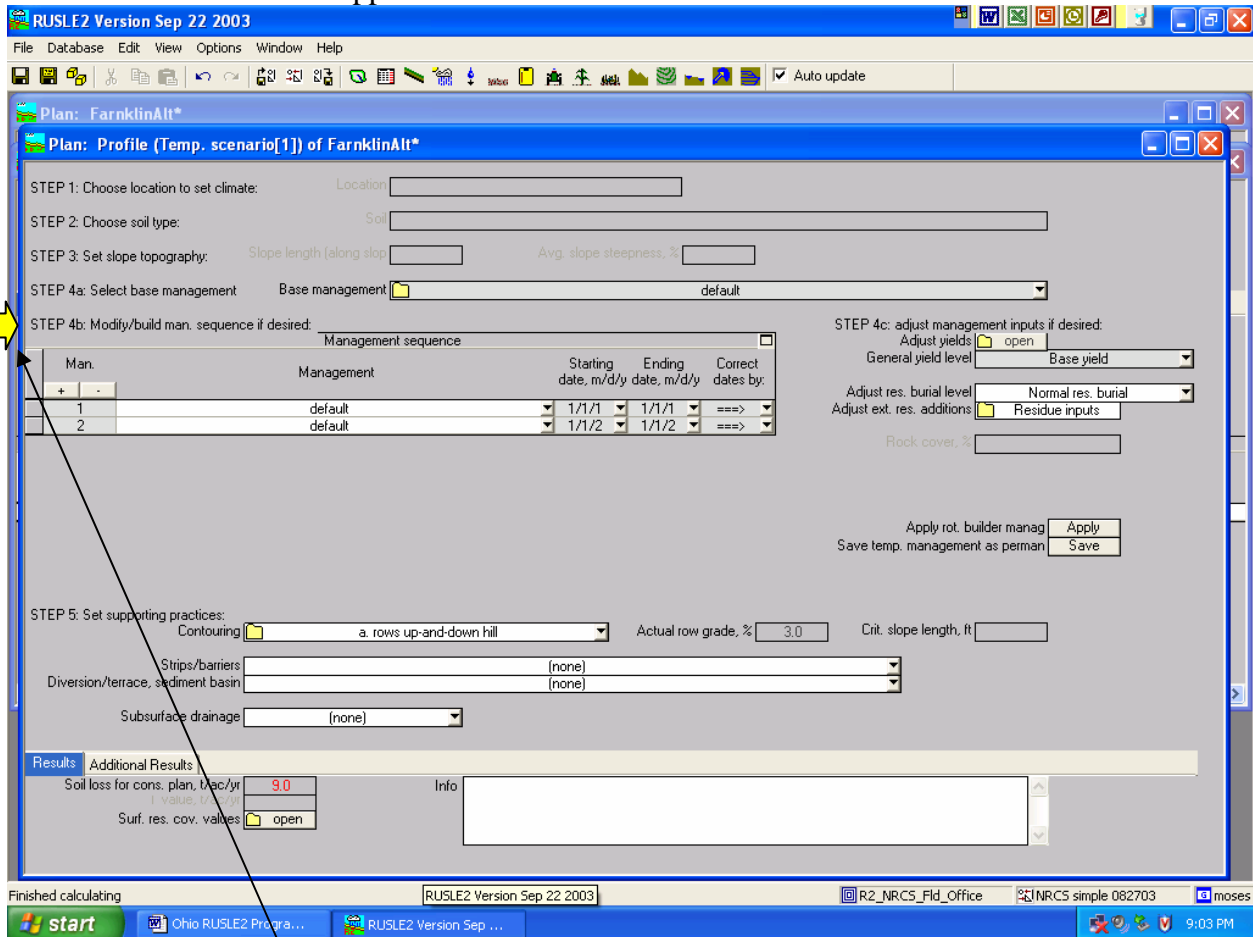 RUSLE2 Version Sep 22 2003
File Database Edit View Options Window Help
Auto update
Plan: FarnklinAlt*
Plan: Profile (Temp. scenario[1]) of FarnklinAlt*
STEP 1: Choose location to set climate: Location
STEP 2: Choose soil type: Soil
STEP 3: Set slope topography: Slope length (along slop Avg. slope steepness, %
STEP 4a: Select base management Base management default
STEP 4b: Modify/build man. sequence if desired: STEP 4c: adjust management inputs if desired:
Management sequence Adjust yields open
General yield level Base yield
Man. Management Starting date, m/d/y Ending date, m/d/y Correct dates by:
+ -
Adjust res. burial level Normal res. burial
1 default 1/1/1 1/1/1 ===>
Adjust ext. res. additions Residue inputs
2 default 1/1/2 1/1/2 ===>
Rock cover, %
Apply rot. builder manag Apply
Save temp. management as perman Save
STEP 5: Set supporting practices:
Contouring a. rows up-and-down hill Actual row grade, % 3.0 Crit. slope length, ft
Strips/barriers (none)
Diversion/terrace, sediment basin (none)
Subsurface drainage (none)
Results Additional Results
Soil loss for cons. plan, t/ac/yr 9.0 Info
T value, t/ac/yr
Surf. res. cov. values open
Finished calculating RUSLE2 Version Sep 22 2003 R2_NRCS_Fld_Office NRCS simple 082703 moses
start Ohio RUSLE2 Progra... RUSLE2 Version Sep ... 9:03 PM